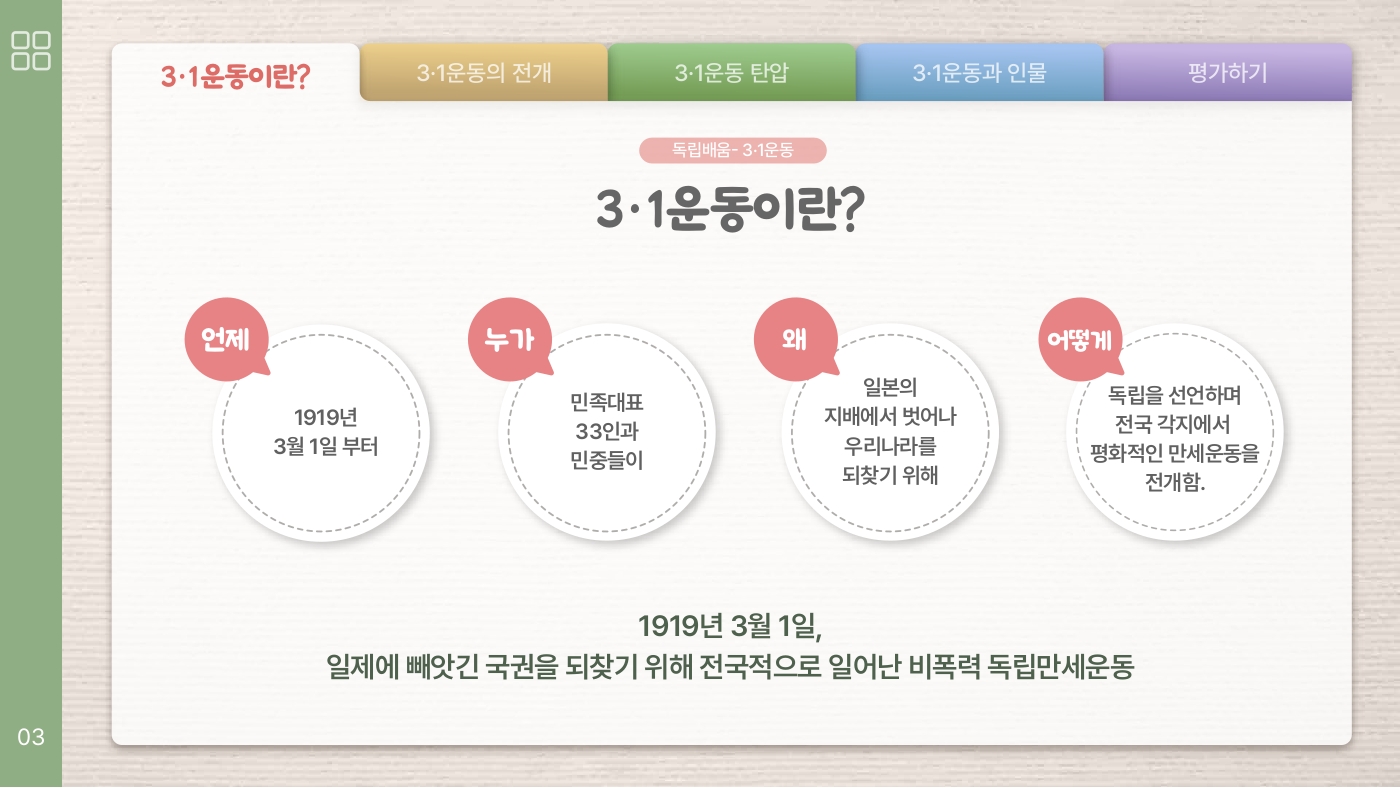 3·1운동이란?
3·1운동의 전개
3·1운동 탄압
3·1운동과 인물
평가하기
독립배움- 3·1운동
3·1운동이란?
언제
1919년
3월 1일 부터
누가
민족대표
33인과
민중들이
왜
일본의
지배에서 벗어나
우리나라를
되찾기 위해
어떻게
독립을 선언하며
전국 각지에서
평화적인 만세운동을
전개함.
1919년 3월 1일,
일제에 빼앗긴 국권을 되찾기 위해 전국적으로 일어난 비폭력 독립만세운동
03